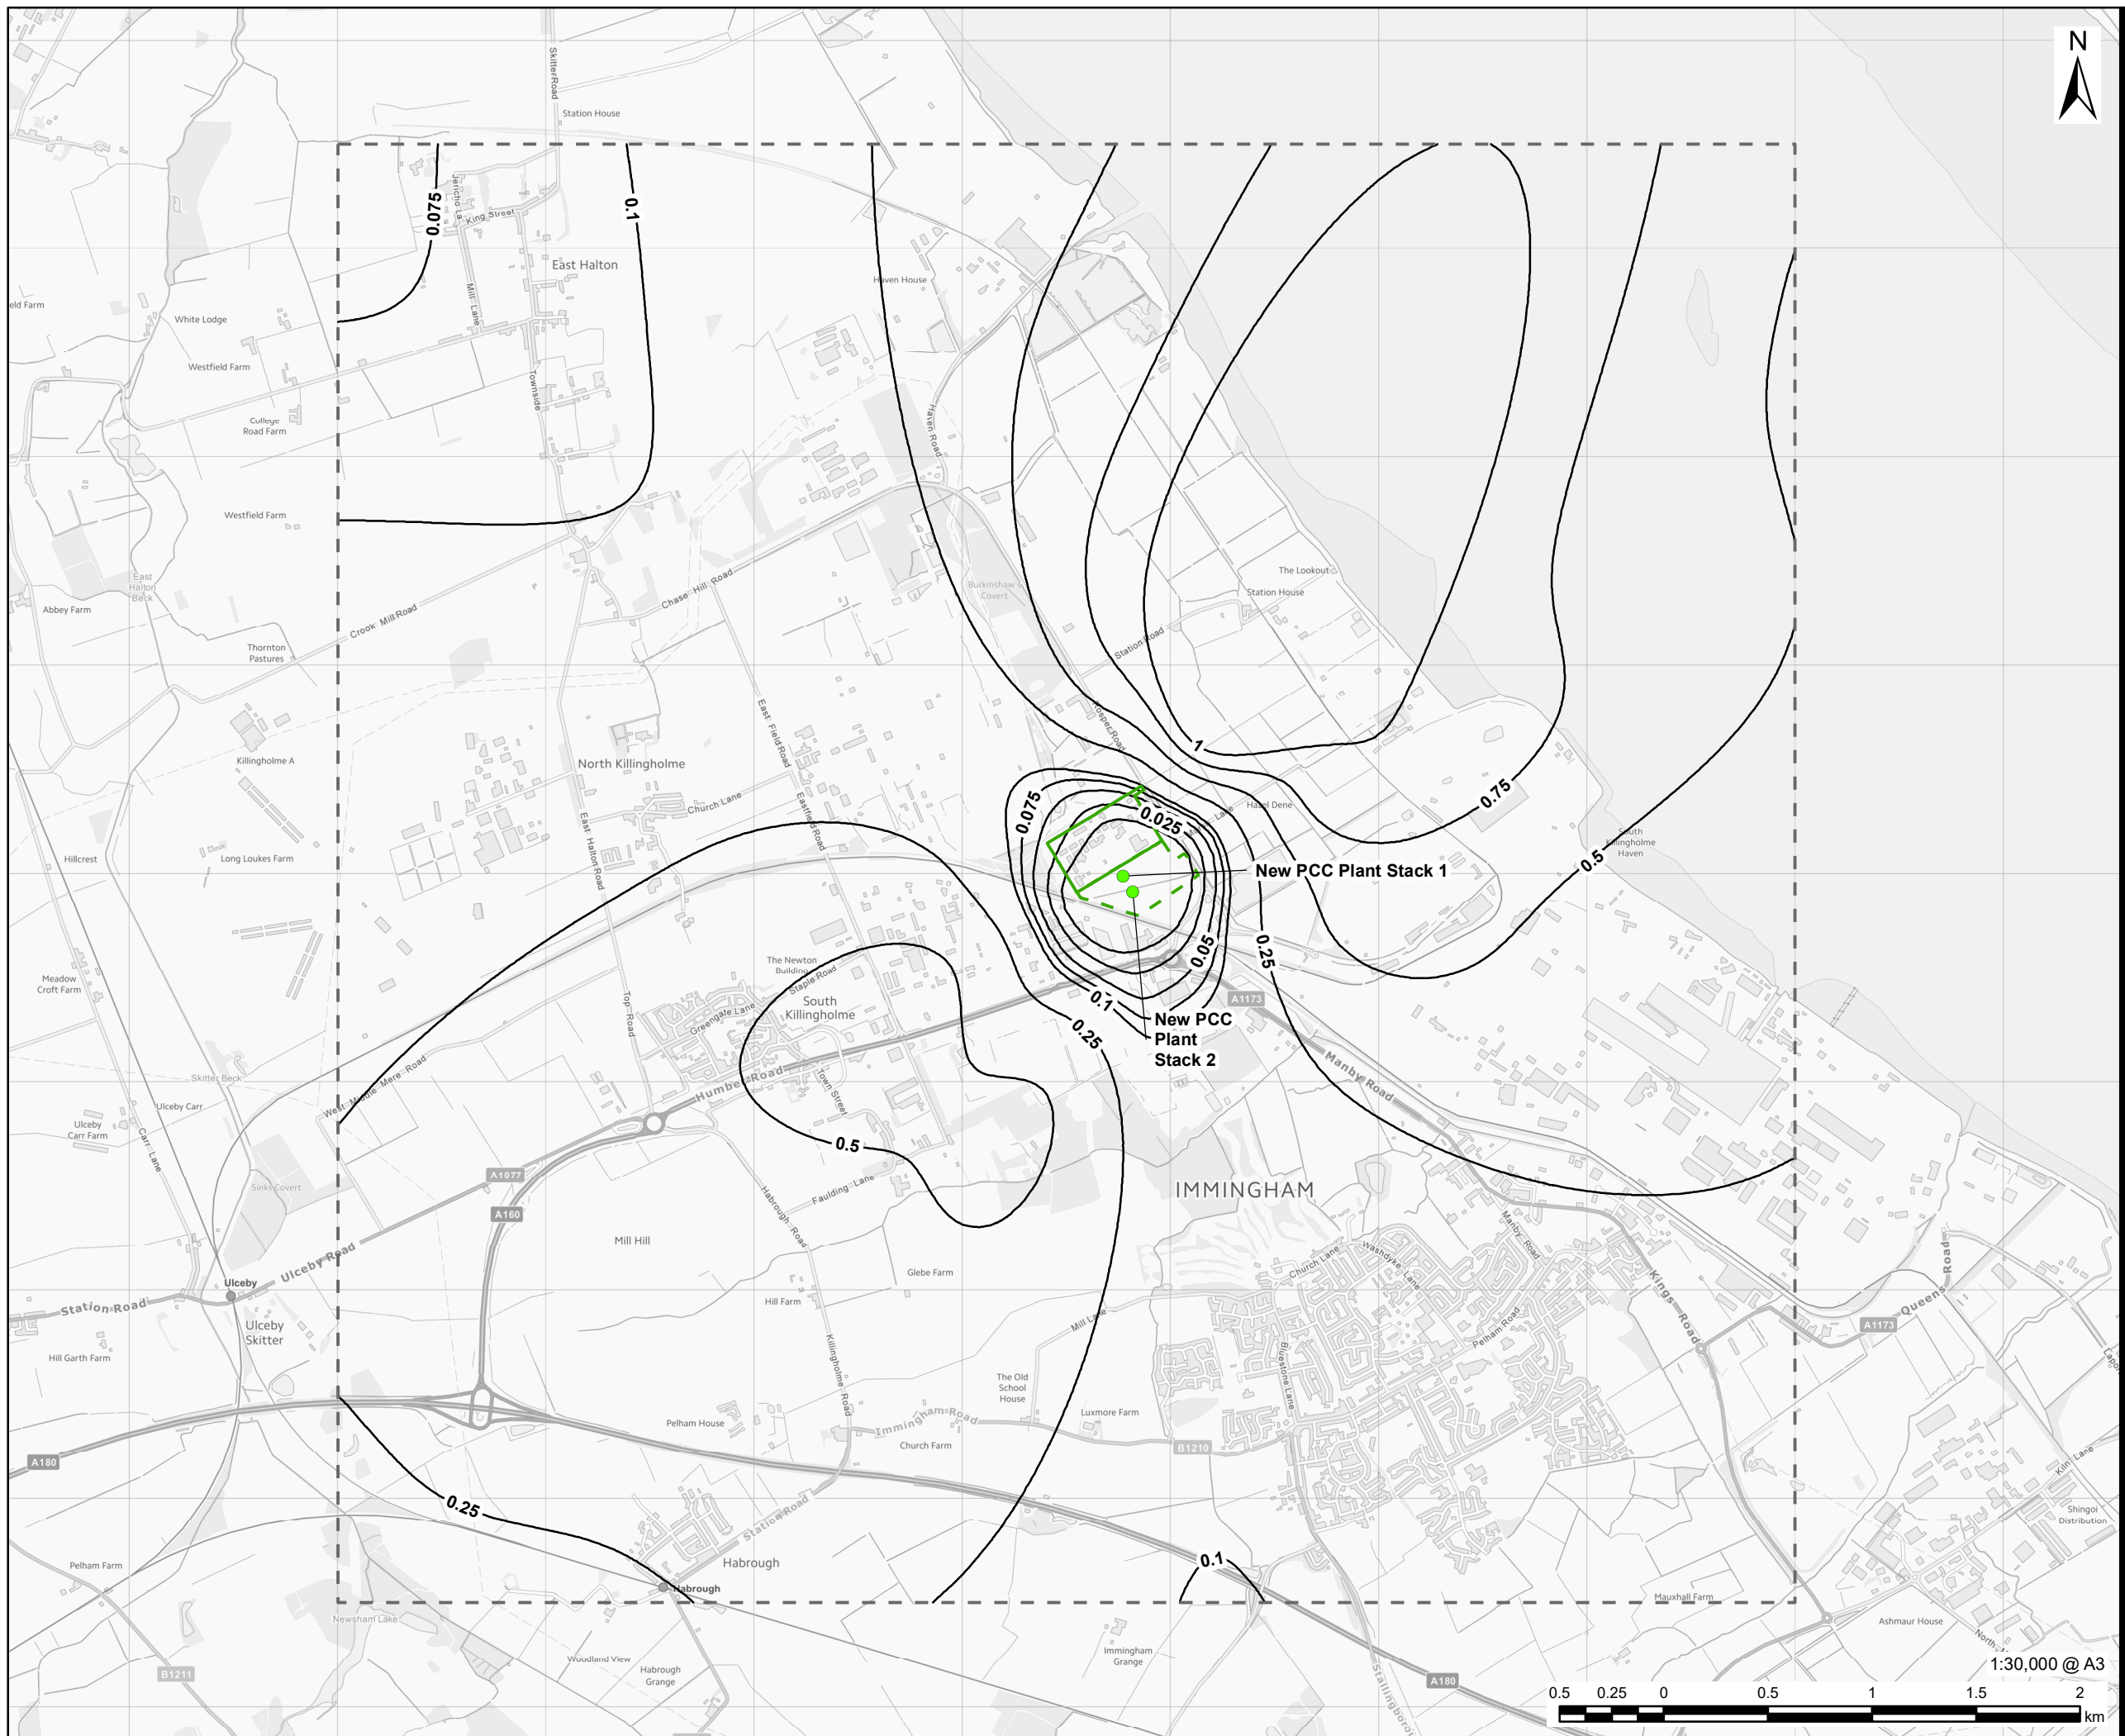 N
Skitter Road
Station House
0.075
0.1
Jericho La
King Street
East Halton
Mill Lane
Haven House
eld Farm
White Lodge
Westfield Farm
Townside
College
Road Farm
Haven Road
Westfield Farm
East
Halton
Beck
Abbey Farm
Chase Hill Road
Burkinshaw's
Covert
The Lookout
Station House
Crook Mill Road
Thornton
Pastures
Station Road
Rosper Road
East Field Road
1
Killingholme A
North Killingholme
Church Lane
0.75
0.075
0.025
Hazel Dene
Eastfield Road
East Halton Road
Hillcrest
Long Loukes Farm
South
Killingholme
Haven
0.5
New PCC Plant Stack 1
0.05
0.25
The Newton
Building
Staple Road
Meadow
Croft Farm
Top Road
South
Killingholme
Greengate Lane
0.1
A1173
New PCC
Plant
Stack 2
0.25
Manby Road
Skitter Beck
West Middle Mere Road
Humber Road
Town Street
Ulceby Carr
Ulceby
Carr Farm
Carr Lane
0.5
A1077
Sinks Covert
Faulding Lane
IMMINGHAM
A160
Habrough Road
Manby Road
Mill Hill
Church Lane
Washdyke Lane
Ulceby Road
Glebe Farm
Ulceby
Kings Road
Queens Road
Station Road
Hill Farm
Mill Lane
Pelham Road
A1173
Ulceby
Skitter
Hill Garth Farm
Killingholme Road
Bluestone Lane
The Old
School
House
Pelham House
Luxmore Farm
Immingham Road
Church Farm
B1210
A180
Kiln Lane
0.25
Station Road
Shingoi
Distribution
Pelham Farm
Habrough
0.1
Habrough
Mauxhall Farm
Newsham Lake
Ashmaur House
Woodland View
Habrough
Grange
Immingham
Grange
B1211
A180
1:30,000 @ A3
0.5 0.25 0 0.5 1 1.5 2
km